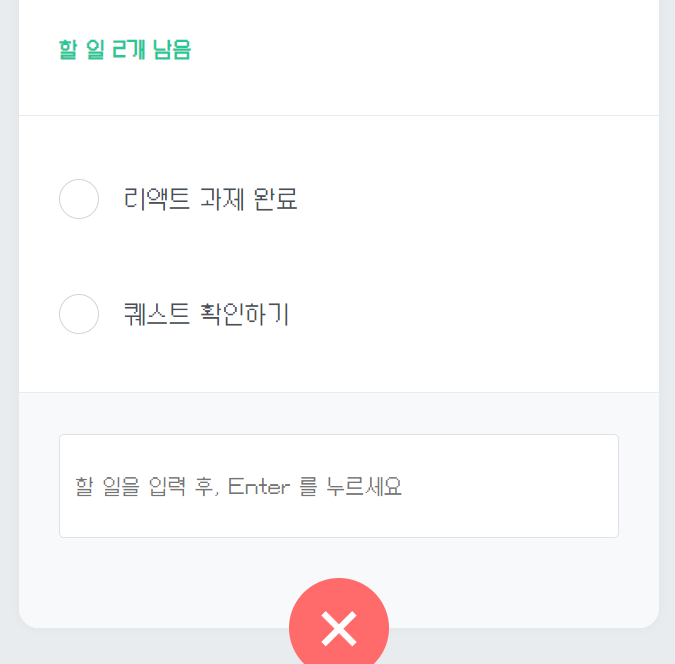 할 일 2개 남음
리액트 과제 완료
퀘스트 확인하기
할 일을 입력 후, Enter 를 누르세요